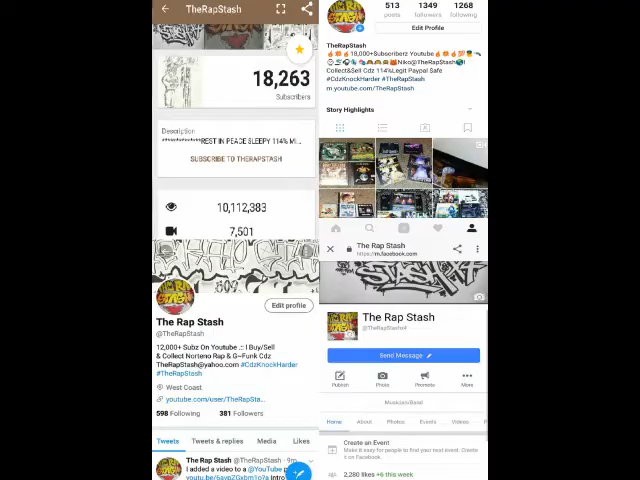 TheRapStash
18,263
Subscribers
Description
REST IN PEACE SLEEPY 114% M...
SUBSCRIBE TO THERAPSTASH
10,112,383
7,501
Edit profile
The Rap Stash
@TheRapStash
12,000+ Subz On Youtube .:: I Buy/Sell
& Collect Norteno Rap & G~Funk Cdz
TheRapStash@yahoo.com #CdzKnockHarder
#TheRapStash
West Coast
youtube.com/user/TheRapSta...
598 Following 381 Followers
Tweets Tweets & replies Media Likes
The Rap Stash @TheRapStash · 9m
I added a video to a @YouTube
Intro
513 1349 1268
posts followers following
Edit Profile
TheRapStash
18,000+Subscriberz Youtube
Niko@TheRapStash
Collect&Sell Cdz 114%Legit Paypal Safe
#CdzKnockHarder #TheRapStash
m.youtube.com/TheRapStash
Story Highlights
The Rap Stash
https://m.facebook.com
The Rap Stash
Send Message
Publish Photo Promote More
Musician/Band
Home About Photos Events Videos
Create an Event
Make it easy for people to find your next event. Create
it on Facebook.
2,280 likes +6 this week